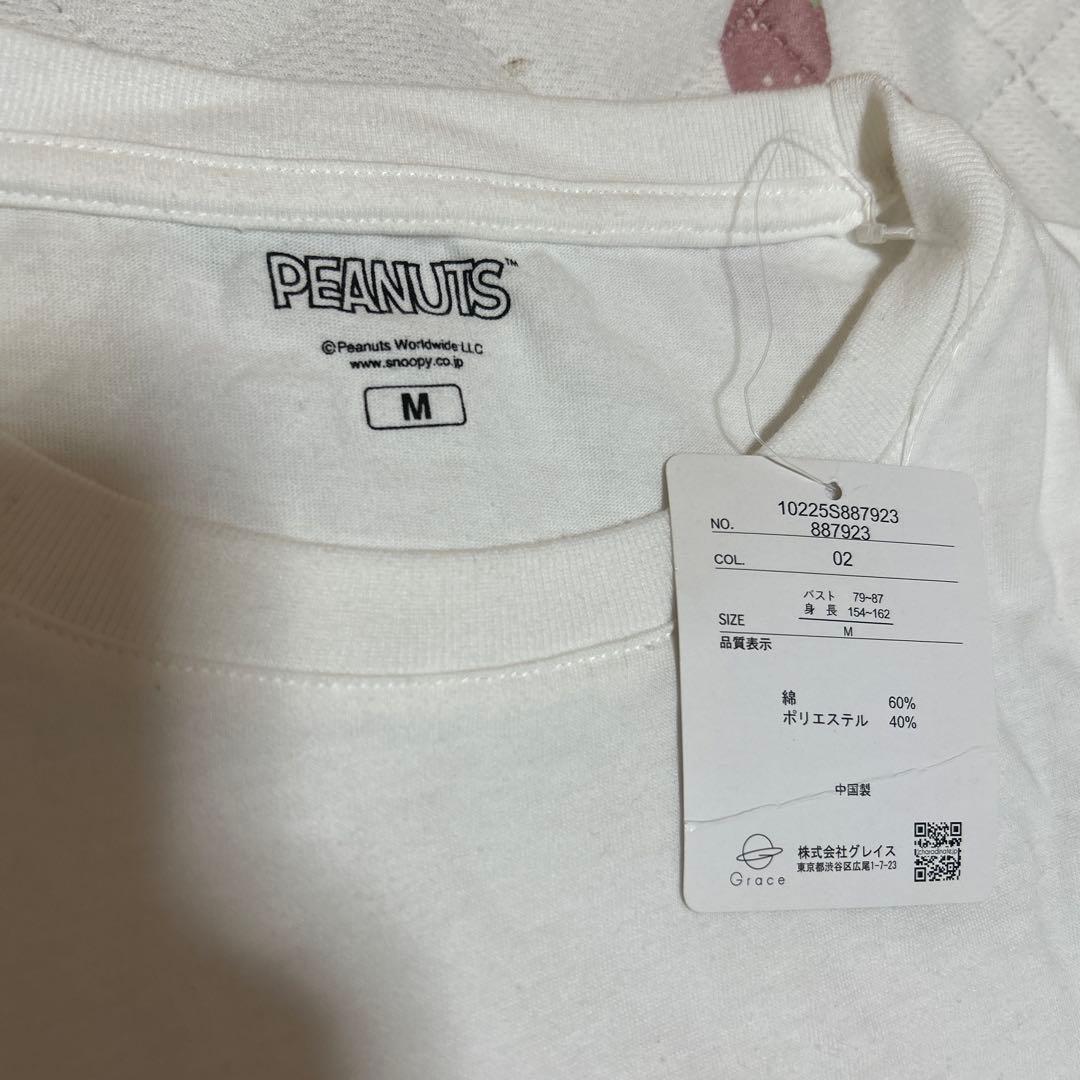 PEANUTS™
©Peanuts Worldwide LLC
www.snoopy.co.jp
M
10225S887923
NO. 887923
COL. 02
バスト 79~87
身 長 154~162
SIZE M
品質表示
綿 60%
ポリエステル 40%
中国製
Grace
株式会社グレイス
東京都渋谷区広尾1-7-23